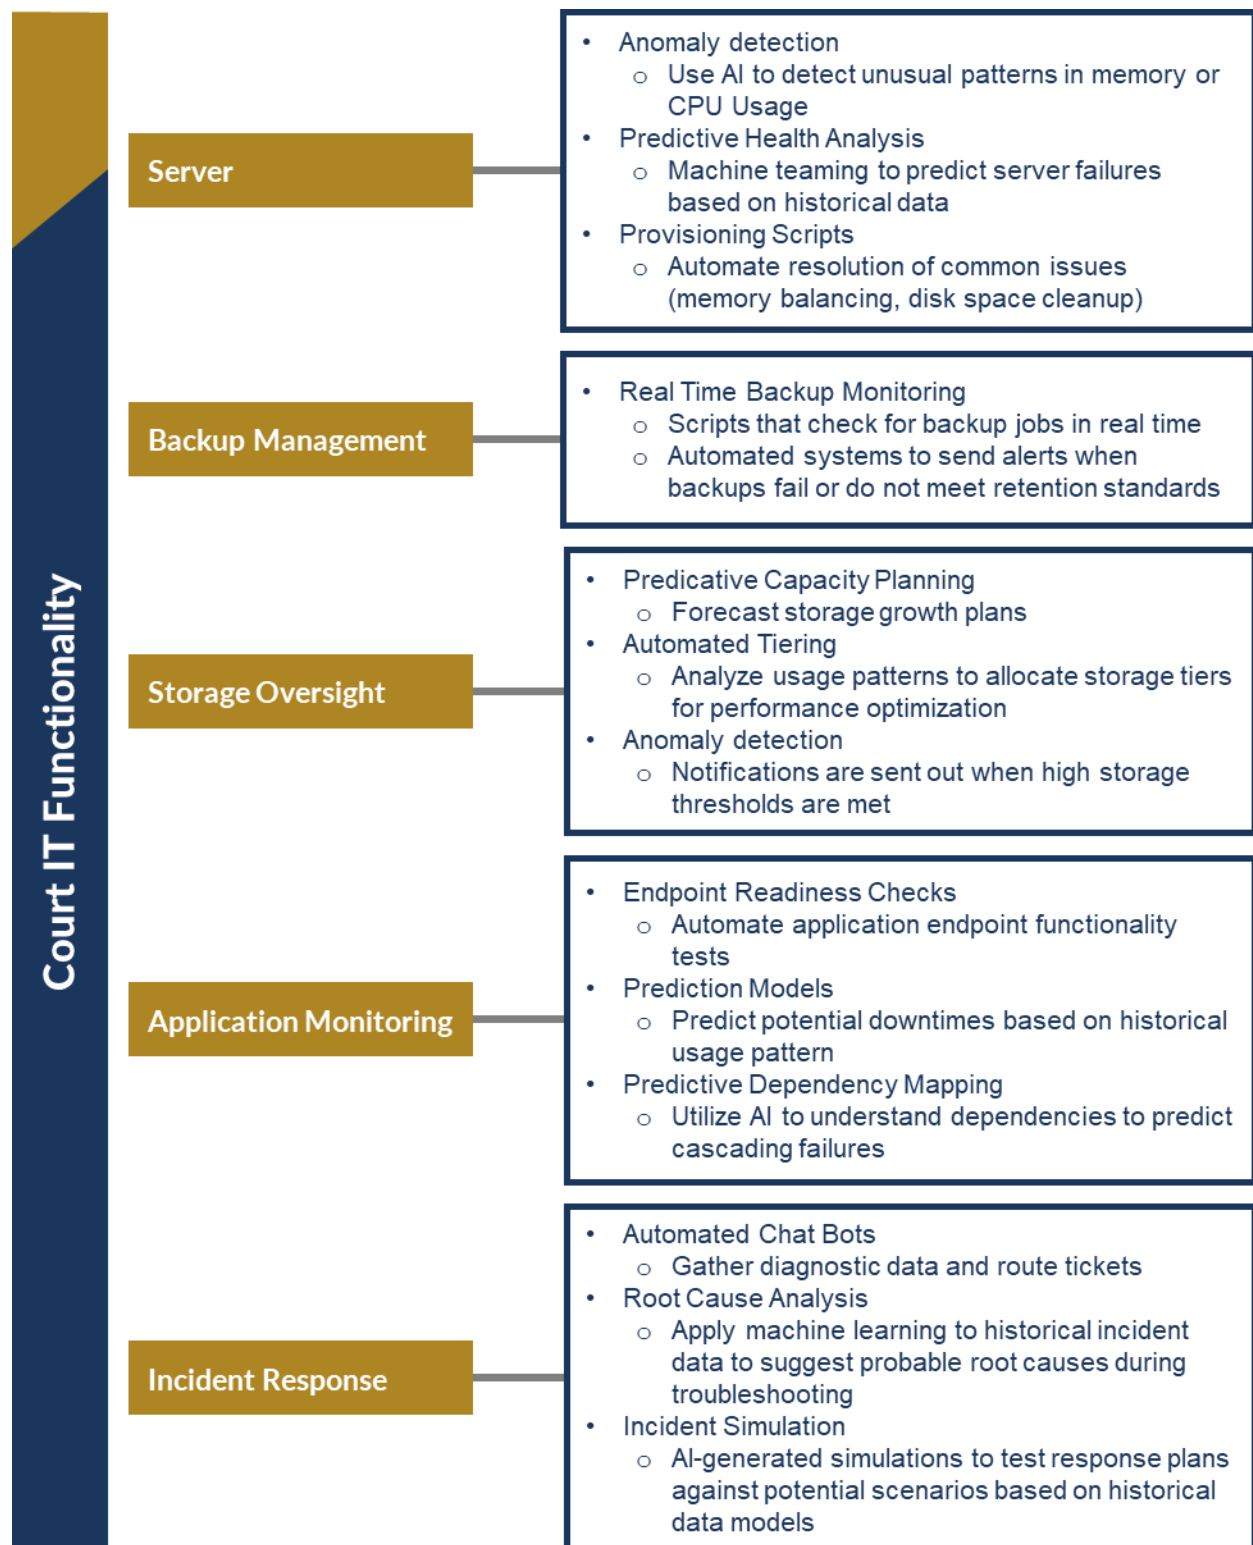 Court IT Functionality
Server
• Anomaly detection
o Use AI to detect unusual patterns in memory or
CPU Usage
• Predictive Health Analysis
o Machine teaming to predict server failures
based on historical data
• Provisioning Scripts
o Automate resolution of common issues
(memory balancing, disk space cleanup)
Backup Management
• Real Time Backup Monitoring
o Scripts that check for backup jobs in real time
o Automated systems to send alerts when
backups fail or do not meet retention standards
Storage Oversight
• Predicative Capacity Planning
o Forecast storage growth plans
• Automated Tiering
o Analyze usage patterns to allocate storage tiers
for performance optimization
• Anomaly detection
o Notifications are sent out when high storage
thresholds are met
Application Monitoring
• Endpoint Readiness Checks
o Automate application endpoint functionality
tests
• Prediction Models
o Predict potential downtimes based on historical
usage pattern
• Predictive Dependency Mapping
o Utilize AI to understand dependencies to predict
cascading failures
Incident Response
• Automated Chat Bots
o Gather diagnostic data and route tickets
• Root Cause Analysis
o Apply machine learning to historical incident
data to suggest probable root causes during
troubleshooting
• Incident Simulation
o AI-generated simulations to test response plans
against potential scenarios based on historical
data models